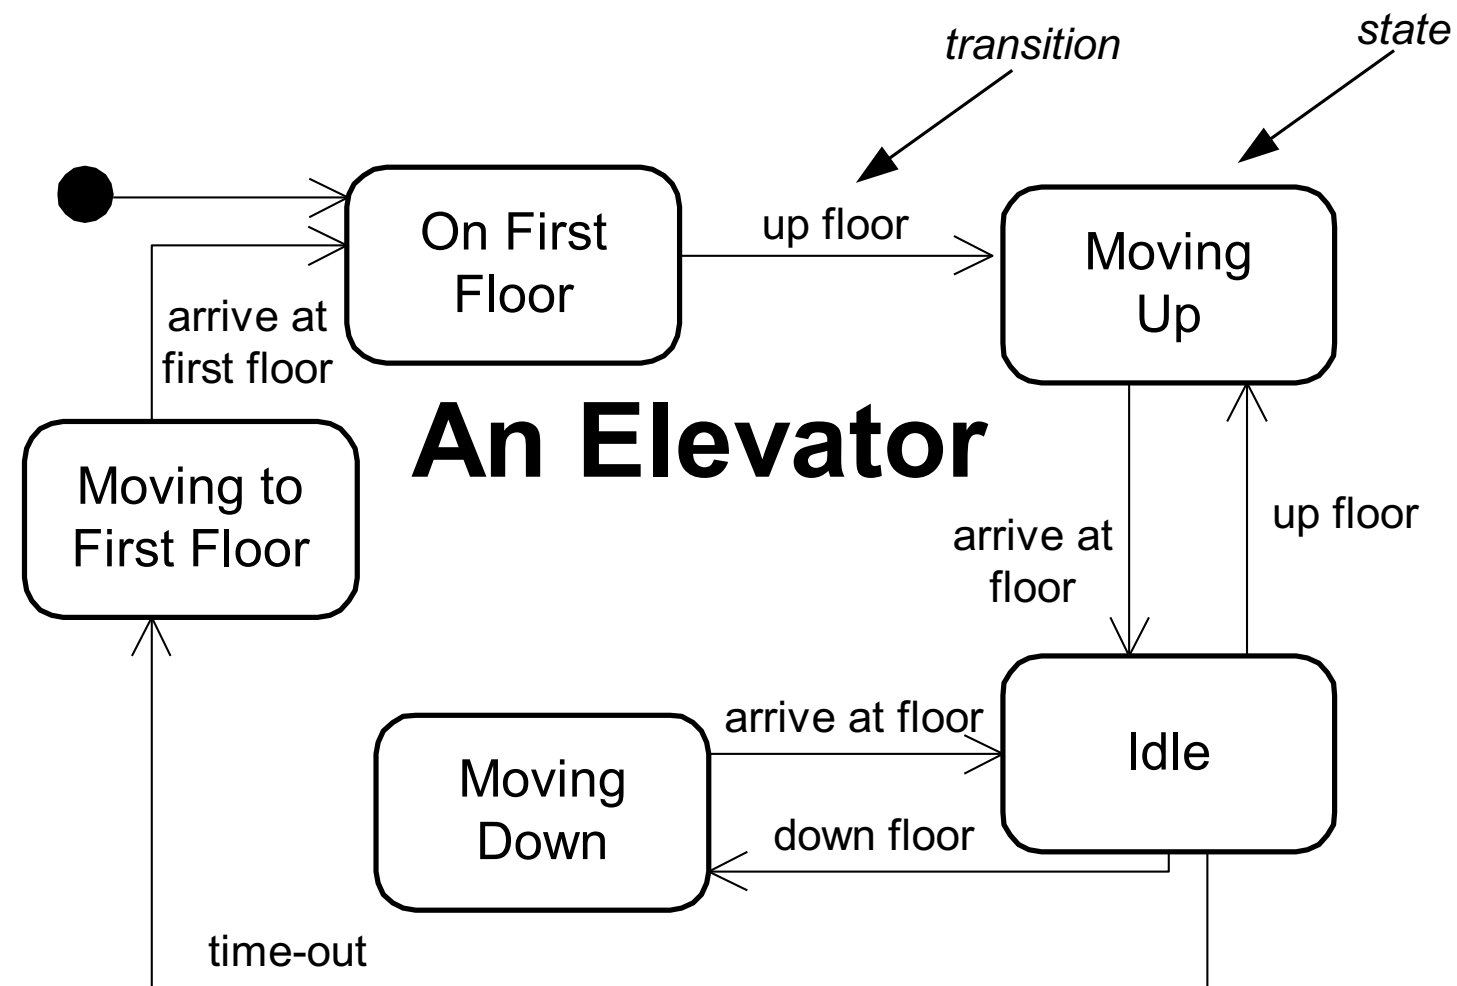 transition
state
On First
Floor
up floor
Moving
Up
arrive at
first floor
An Elevator
Moving to
First Floor
arrive at
floor
up floor
arrive at floor
Idle
Moving
Down
down floor
time-out